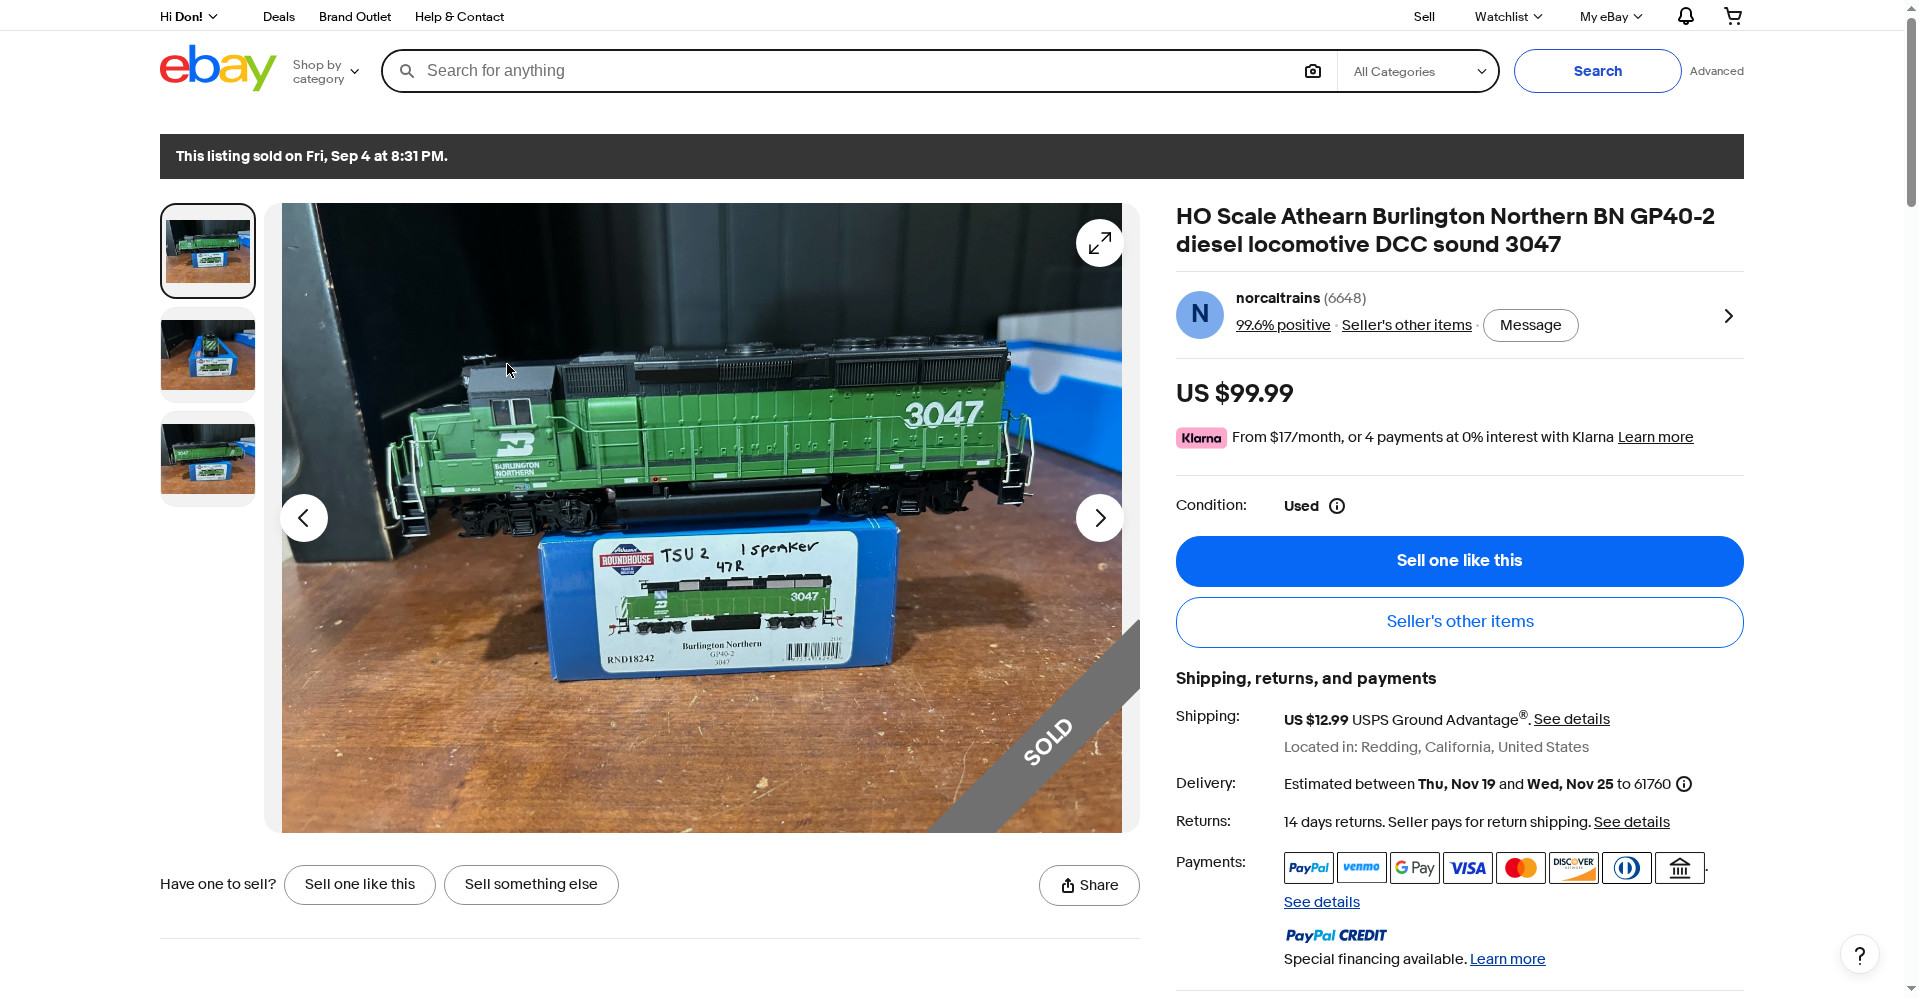 Hi Don!
Deals
Brand Outlet
Help & Contact
Sell
Watchlist
My eBay
ebay
Shop by
category
Search for anything
All Categories
Search
Advanced
This listing sold on Fri, Sep 4 at 8:31 PM.
3047
BN
BURLINGTON
NORTHERN
Athearn
ROUNDHOUSE
TSU 2 1 speaker
47R
3047
Burlington Northern
GP40-2
3047
RND18242
SOLD
Have one to sell?
Sell one like this
Sell something else
Share
HO Scale Athearn Burlington Northern BN GP40-2
diesel locomotive DCC sound 3047
N
norcaltrains (6648)
99.6% positive · Seller's other items · Message
US $99.99
Klarna From $17/month, or 4 payments at 0% interest with Klarna Learn more
Condition: Used
Sell one like this
Seller's other items
Shipping, returns, and payments
Shipping: US $12.99 USPS Ground Advantage®. See details
Located in: Redding, California, United States
Delivery: Estimated between Thu, Nov 19 and Wed, Nov 25 to 61760
Returns: 14 days returns. Seller pays for return shipping. See details
Payments: PayPal venmo G Pay VISA DISCOVER .
See details
PayPal CREDIT
Special financing available. Learn more
?